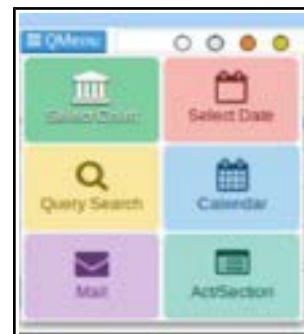 QMenu
Select Court
Select Date
Query Search
Calendar
Mail
Act/Section